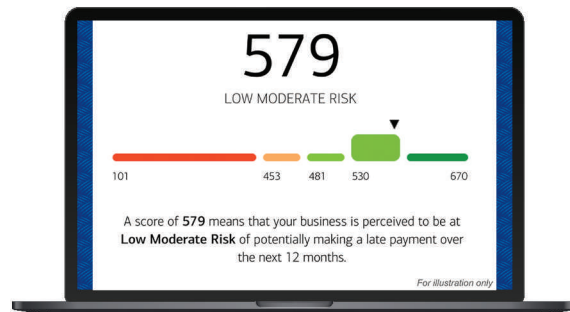 579
LOW MODERATE RISK
101 453 481 530 670
A score of 579 means that your business is perceived to be at
Low Moderate Risk of potentially making a late payment over
the next 12 months.
For illustration only